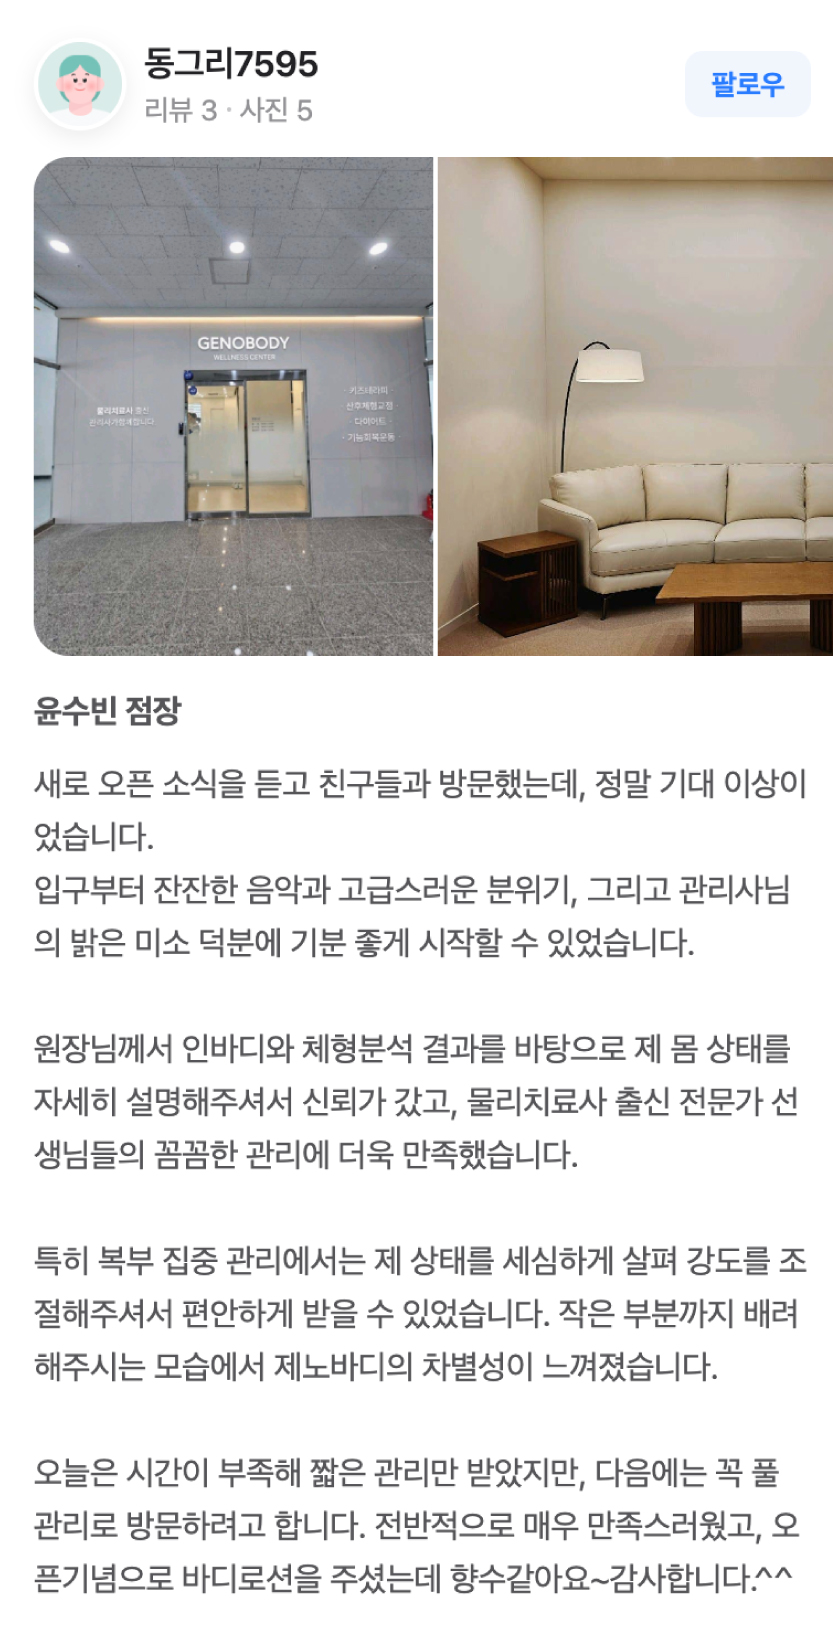 동그리7595
리뷰 3 · 사진 5
팔로우
GENOBODY
WELLNESS CENTER
물리치료사 출신
관리사가 함께합니다
· 키즈테라피 ·
· 산후체형교정 ·
· 다이어트 ·
· 기능회복운동 ·
윤수빈 점장
새로 오픈 소식을 듣고 친구들과 방문했는데, 정말 기대 이상이
었습니다.
입구부터 잔잔한 음악과 고급스러운 분위기, 그리고 관리사님
의 밝은 미소 덕분에 기분 좋게 시작할 수 있었습니다.
원장님께서 인바디와 체형분석 결과를 바탕으로 제 몸 상태를
자세히 설명해주셔서 신뢰가 갔고, 물리치료사 출신 전문가 선
생님들의 꼼꼼한 관리에 더욱 만족했습니다.
특히 복부 집중 관리에서는 제 상태를 세심하게 살펴 강도를 조
절해주셔서 편안하게 받을 수 있었습니다. 작은 부분까지 배려
해주시는 모습에서 제노바디의 차별성이 느껴졌습니다.
오늘은 시간이 부족해 짧은 관리만 받았지만, 다음에는 꼭 풀
관리로 방문하려고 합니다. 전반적으로 매우 만족스러웠고, 오
픈기념으로 바디로션을 주셨는데 향수같아요~감사합니다.^^